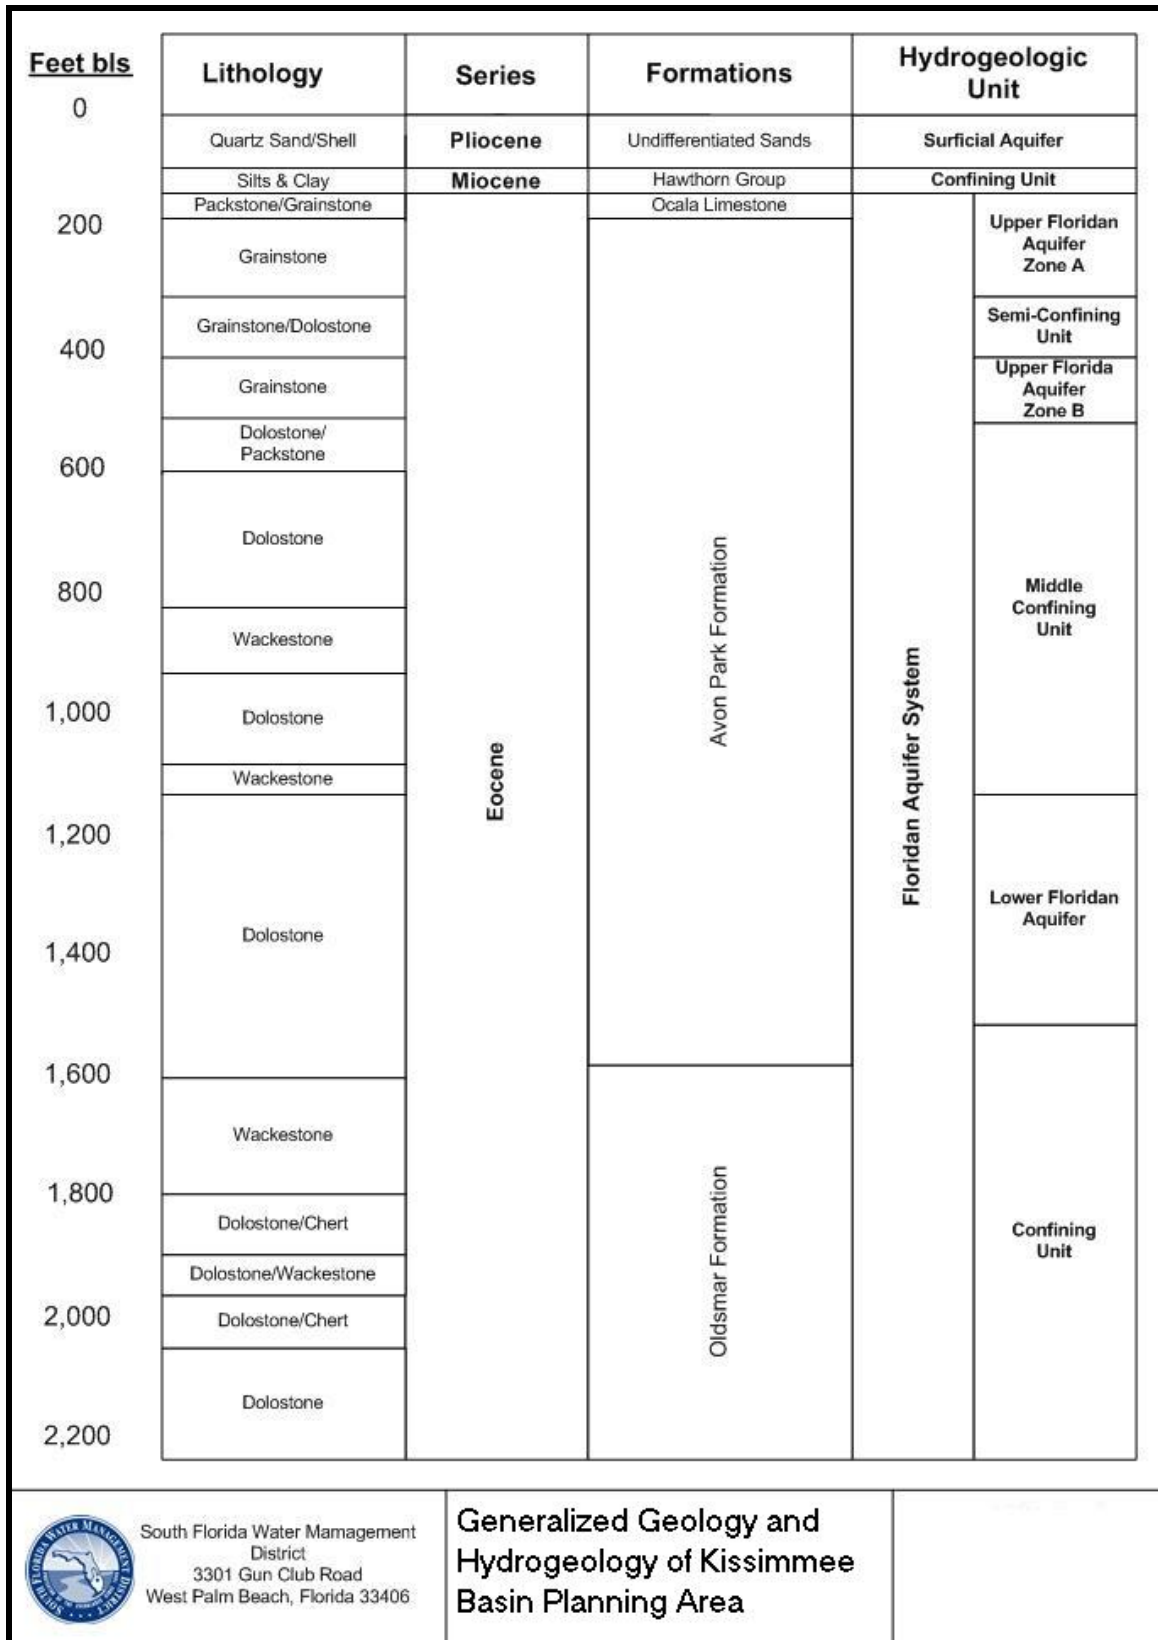 Feet bls
Lithology
Series
Formations
Hydrogeologic
Unit
0
Quartz Sand/Shell
Pliocene
Undifferentiated Sands
Surficial Aquifer
Silts & Clay
Miocene
Hawthorn Group
Confining Unit
Packstone/Grainstone
Ocala Limestone
200
Grainstone
Upper Floridan
Aquifer
Zone A
Grainstone/Dolostone
Semi-Confining
Unit
400
Grainstone
Upper Florida
Aquifer
Zone B
Dolostone/
Packstone
600
Dolostone
800
Middle
Confining
Unit
Wackestone
Avon Park Formation
1,000
Dolostone
Wackestone
Eocene
Floridan Aquifer System
1,200
Dolostone
Lower Floridan
Aquifer
1,400
1,600
Wackestone
1,800
Dolostone/Chert
Confining
Unit
Dolostone/Wackestone
Oldsmar Formation
2,000
Dolostone/Chert
Dolostone
2,200
SOUTH FLORIDA WATER MANAGEMENT DISTRICT
South Florida Water Mamagement
District
3301 Gun Club Road
West Palm Beach, Florida 33406
Generalized Geology and
Hydrogeology of Kissimmee
Basin Planning Area